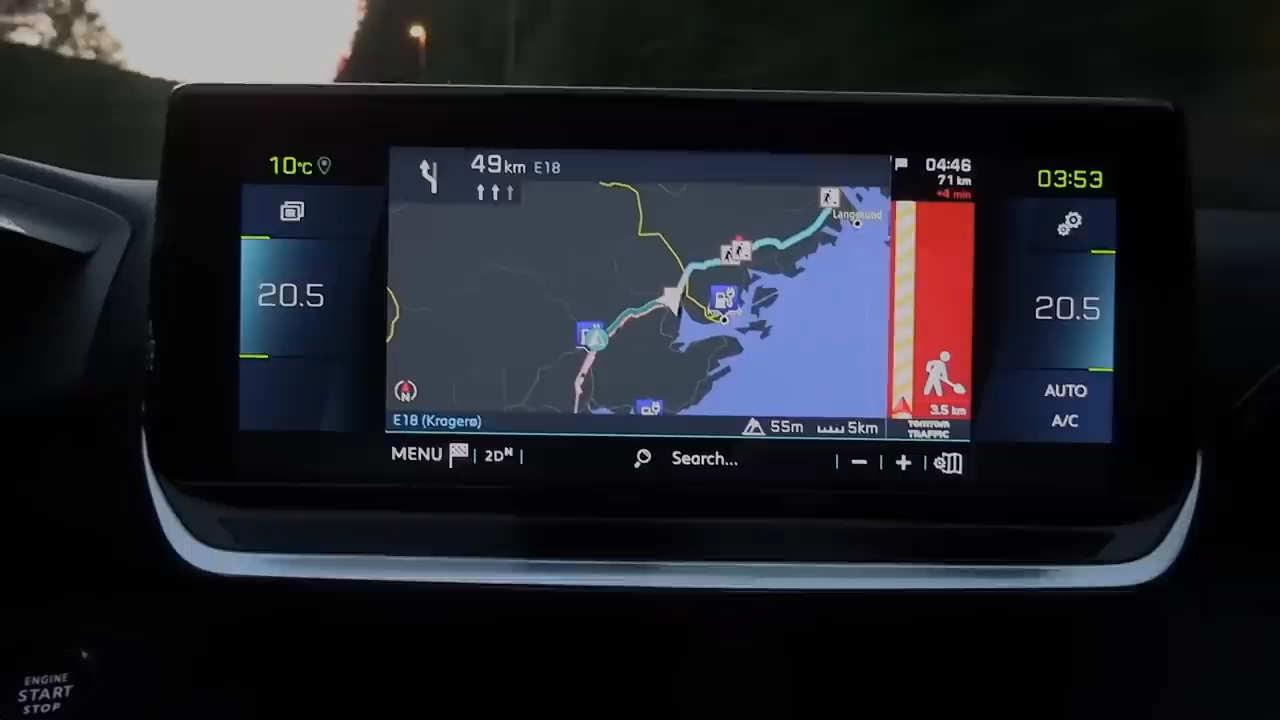 10°C
49km E18
04:46
71 km
+4 min
03:53
Langesund
20.5
20.5
3.5 km
TOMTOM
TRAFFIC
AUTO
A/C
N
E18 (Kragerø)
55m
5km
MENU
2DN
Search...
− +
ENGINE
START
STOP